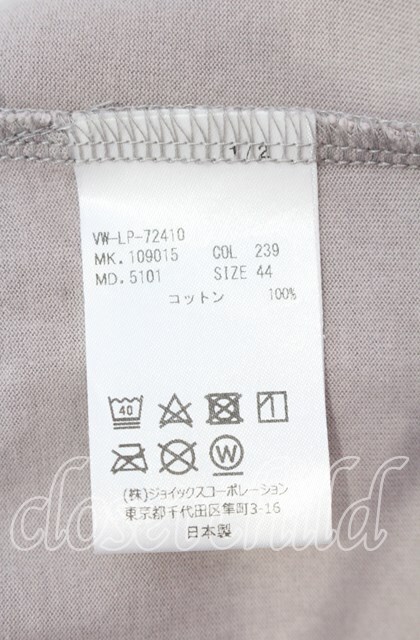 1/2
VW-LP-72410
MK. 109015 COL 239
MD. 5101 SIZE 44
コットン 100%
40
W
(株)ジョイックスコーポレーション
東京都千代田区隼町3-16
日本製
closet child